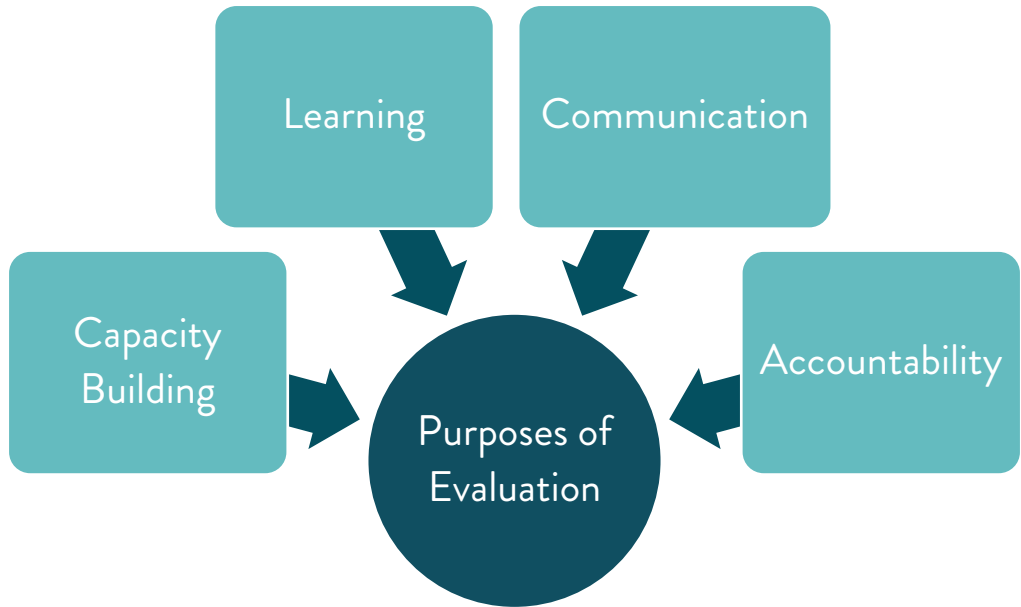 Learning
Communication
Capacity
Building
Accountability
Purposes of
Evaluation